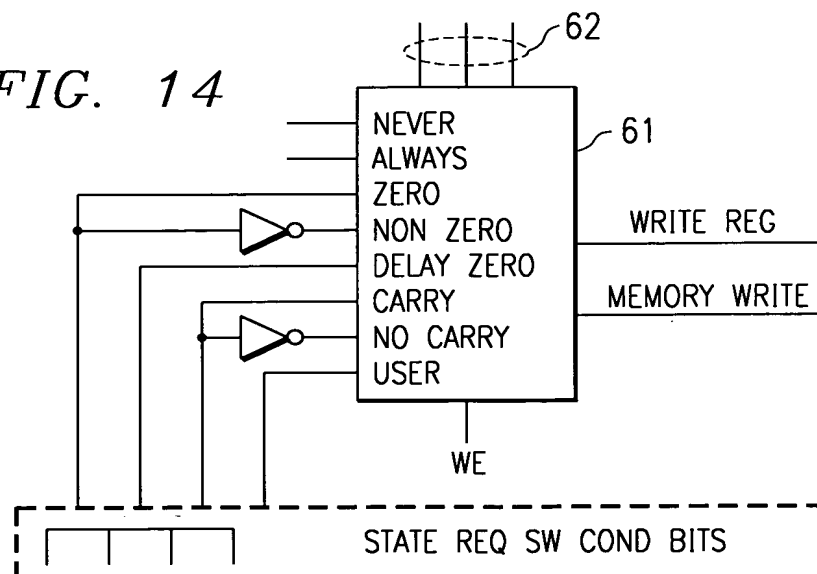 FIG. 14
62
61
NEVER
ALWAYS
ZERO
NON ZERO
DELAY ZERO
CARRY
NO CARRY
USER
WRITE REG
MEMORY WRITE
WE
STATE REQ SW COND BITS